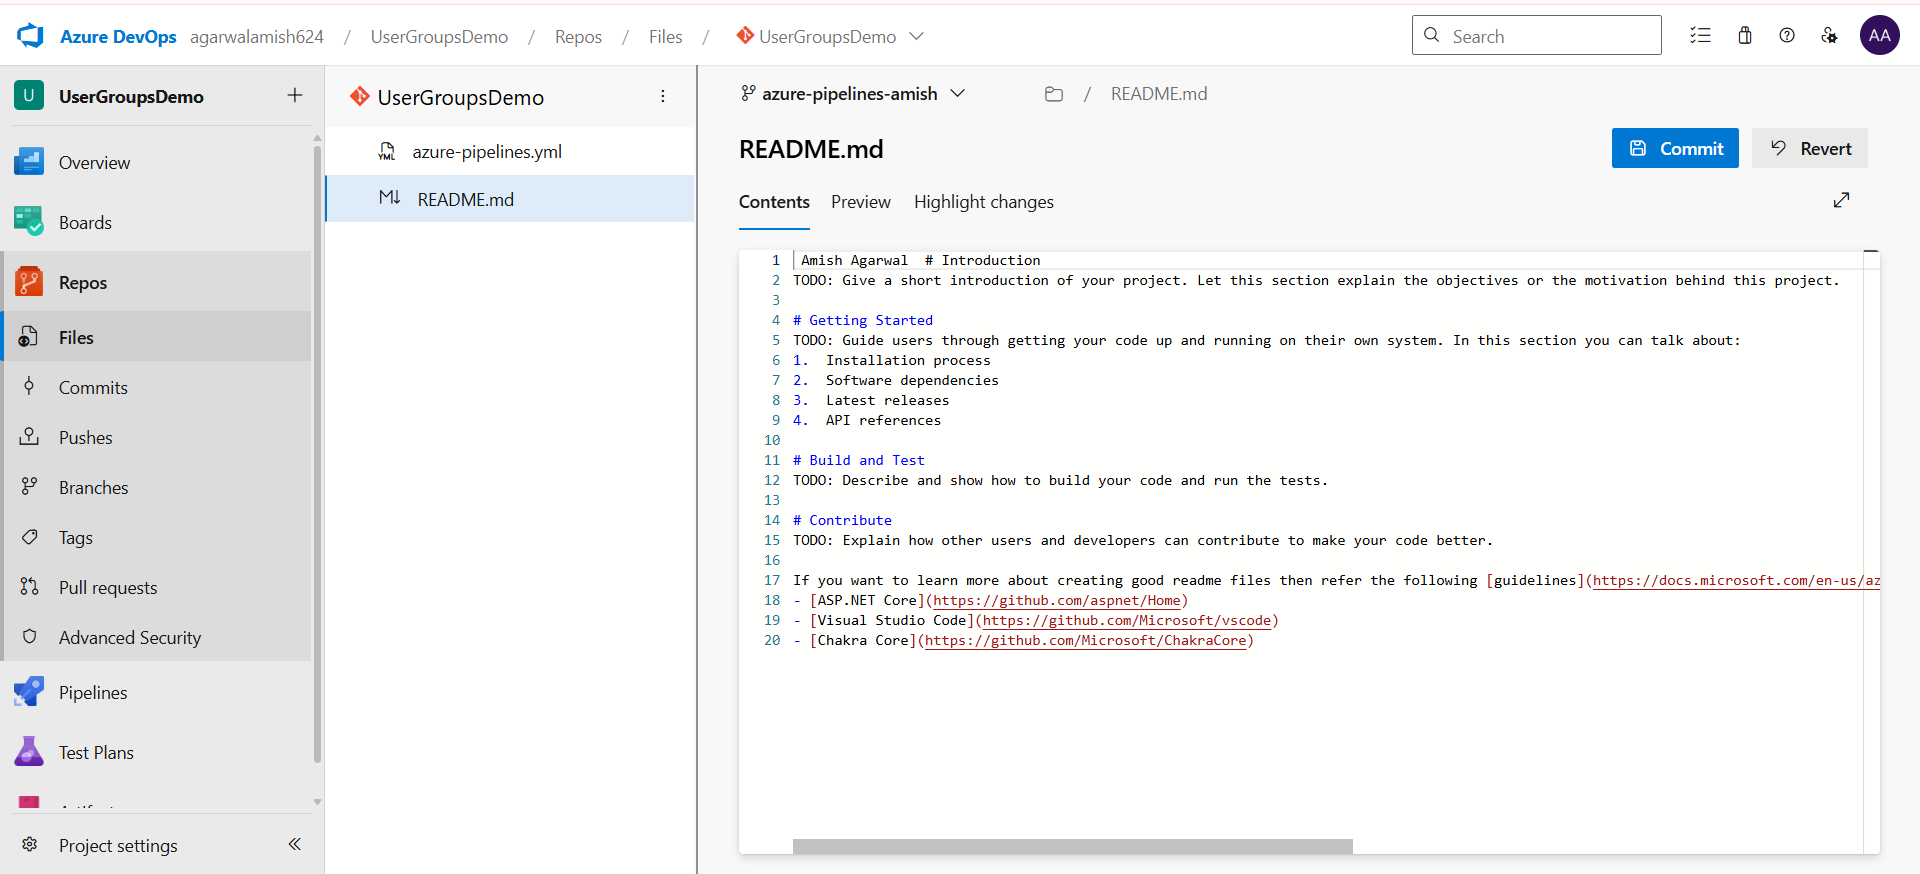 Azure DevOps agarwalamish624 / UserGroupsDemo / Repos / Files / UserGroupsDemo
Search
AA
U UserGroupsDemo +
Overview
Boards
Repos
Files
Commits
Pushes
Branches
Tags
Pull requests
Advanced Security
Pipelines
Test Plans
Project settings
UserGroupsDemo
YML azure-pipelines.yml
M↓ README.md
azure-pipelines-amish
/ README.md
README.md
Commit
Revert
Contents Preview Highlight changes
1 Amish Agarwal  # Introduction
2 TODO: Give a short introduction of your project. Let this section explain the objectives or the motivation behind this project.
3
4 # Getting Started
5 TODO: Guide users through getting your code up and running on their own system. In this section you can talk about:
6 1.  Installation process
7 2.  Software dependencies
8 3.  Latest releases
9 4.  API references
10
11 # Build and Test
12 TODO: Describe and show how to build your code and run the tests.
13
14 # Contribute
15 TODO: Explain how other users and developers can contribute to make your code better.
16
17 If you want to learn more about creating good readme files then refer the following [guidelines](https://docs.microsoft.com/en-us/az
18 - [ASP.NET Core](https://github.com/aspnet/Home)
19 - [Visual Studio Code](https://github.com/Microsoft/vscode)
20 - [Chakra Core](https://github.com/Microsoft/ChakraCore)